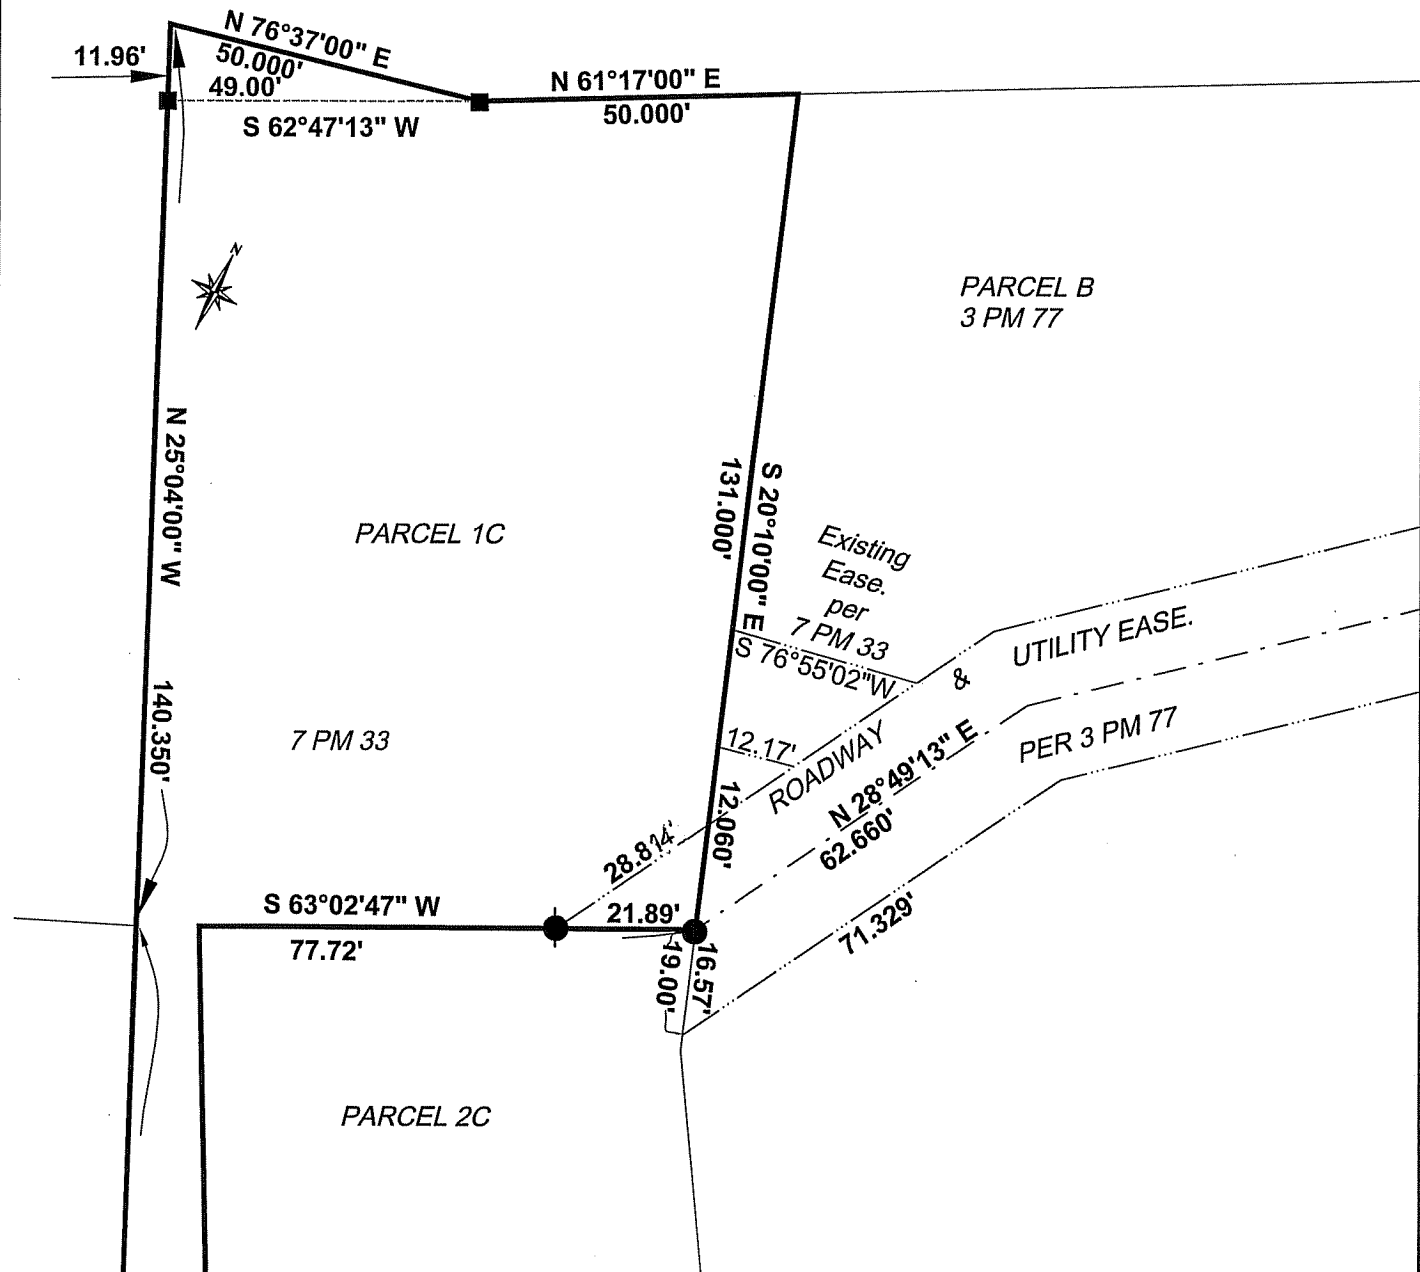 N 76°37'00" E
50.000'
11.96'
49.00'
S 62°47'13" W
N 61°17'00" E
50.000'
N
PARCEL B
3 PM 77
N 25°04'00" W
140.350'
PARCEL 1C
7 PM 33
131.000'
S 20°10'00" E
Existing
Ease.
per
7 PM 33
S 76°55'02"W
12.17'
12.060'
ROADWAY
&
UTILITY EASE.
PER 3 PM 77
N 28°49'13" E
62.660'
28.814'
S 63°02'47" W
77.72'
21.89'
19.00'
16.57'
71.329'
PARCEL 2C